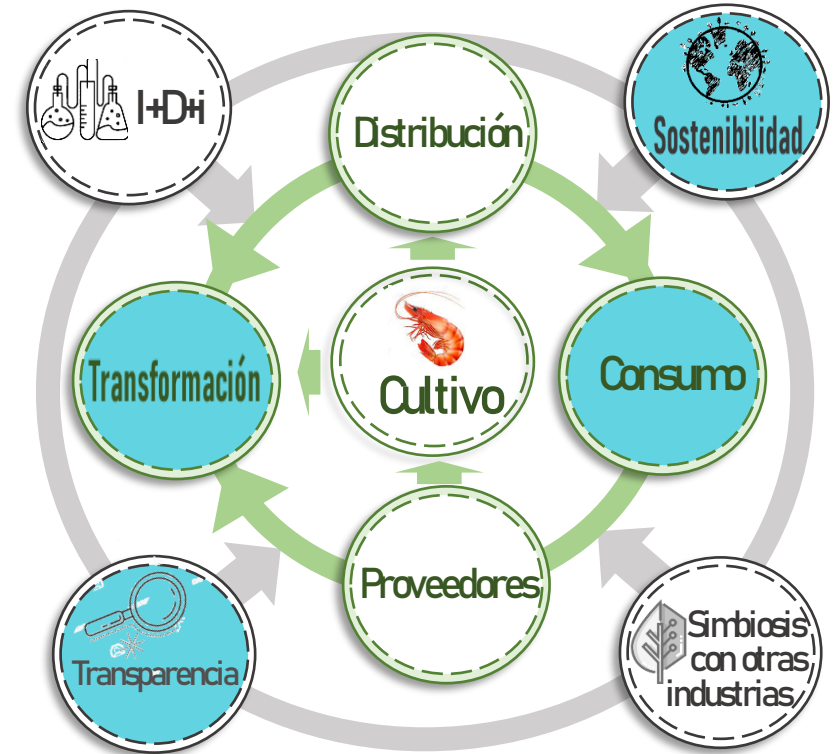 I+D+i
Distribución
Sostenibilidad
Transformación
Cultivo
Consumo
Proveedores
Transparencia
Simbiosis
con otras
industrias